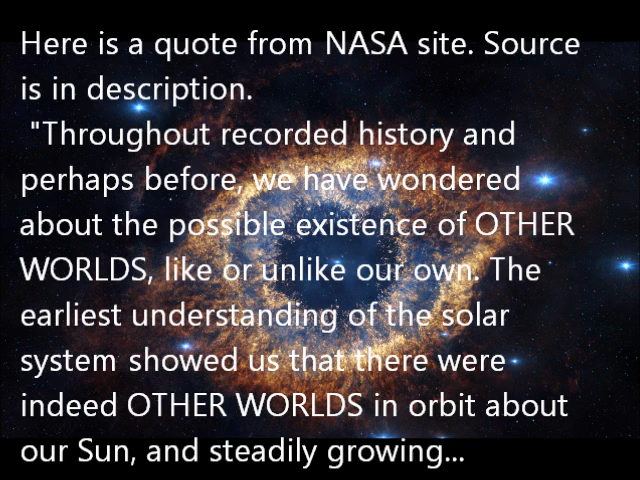 Here is a quote from NASA site. Source
is in description.
"Throughout recorded history and
perhaps before, we have wondered
about the possible existence of OTHER
WORLDS, like or unlike our own. The
earliest understanding of the solar
system showed us that there were
indeed OTHER WORLDS in orbit about
our Sun, and steadily growing...